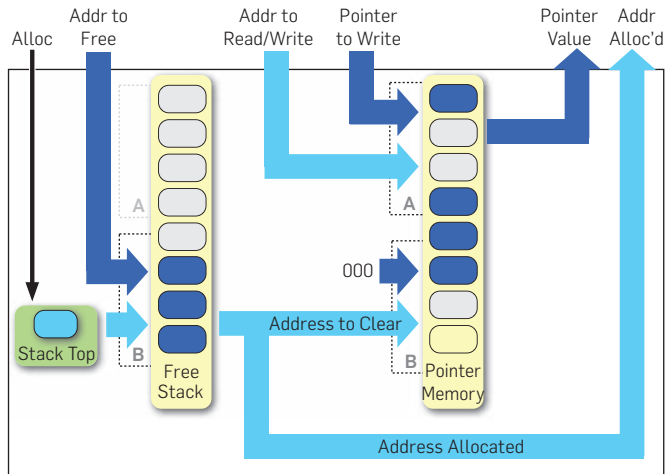 Alloc
Addr to
Free
Addr to
Read/Write
Pointer
to Write
Pointer
Value
Addr
Alloc'd
A
A
000
Address to Clear
Stack Top
B
B
Free
Stack
Pointer
Memory
Address Allocated